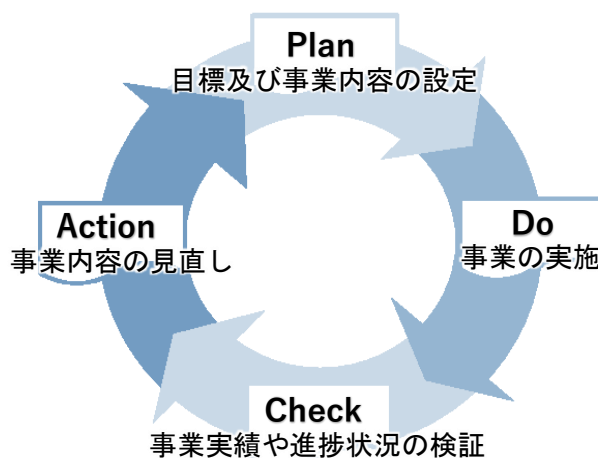 Plan
目標及び事業内容の設定
Do
事業の実施
Check
事業実績や進捗状況の検証
Action
事業内容の見直し